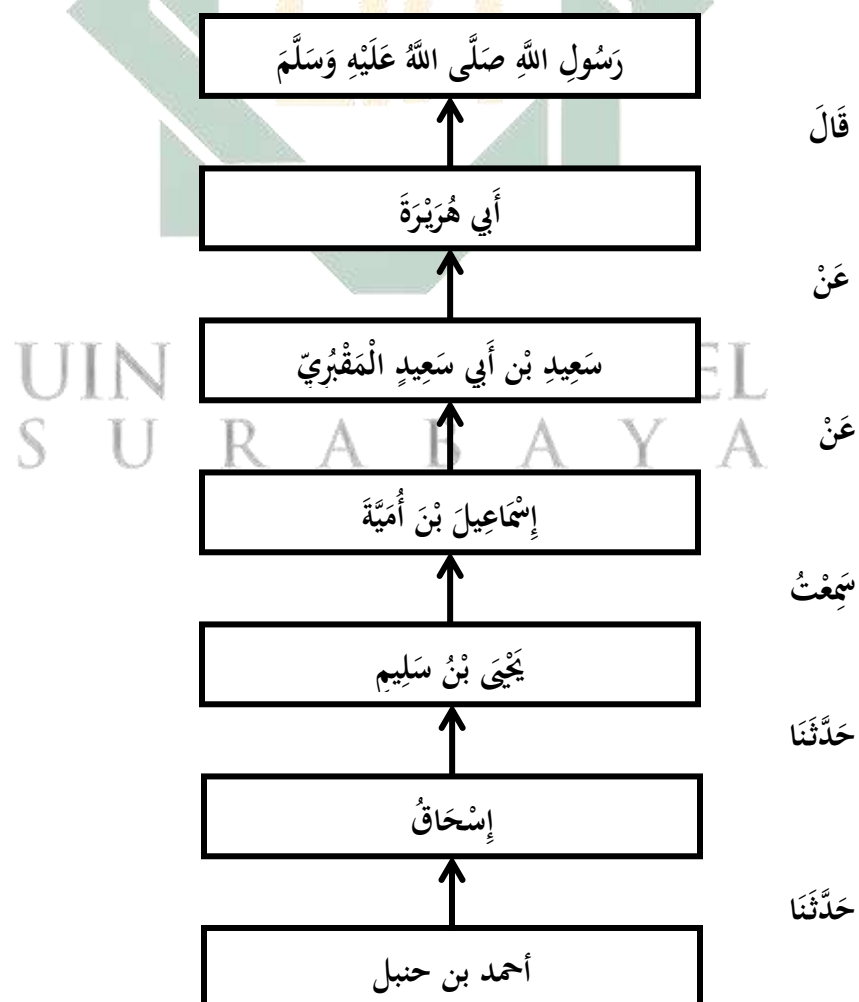 رَسُولِ اللَّهِ صَلَّى اللَّهُ عَلَيْهِ وَسَلَّمَ
قَالَ
أَبِي هُرَيْرَةَ
عَنْ
سَعِيدِ بْن أَبِي سَعِيدٍ الْمَقْبُرِيّ
UIN EL
عَنْ
S U R A B A Y A
إِسْمَاعِيلَ بْنَ أُمَيَّةَ
سَمِعْتُ
يَحْيَى بْنُ سَلِيمٍ
حَدَّثَنَا
إِسْحَاقُ
حَدَّثَنَا
أحمد بن حنبل